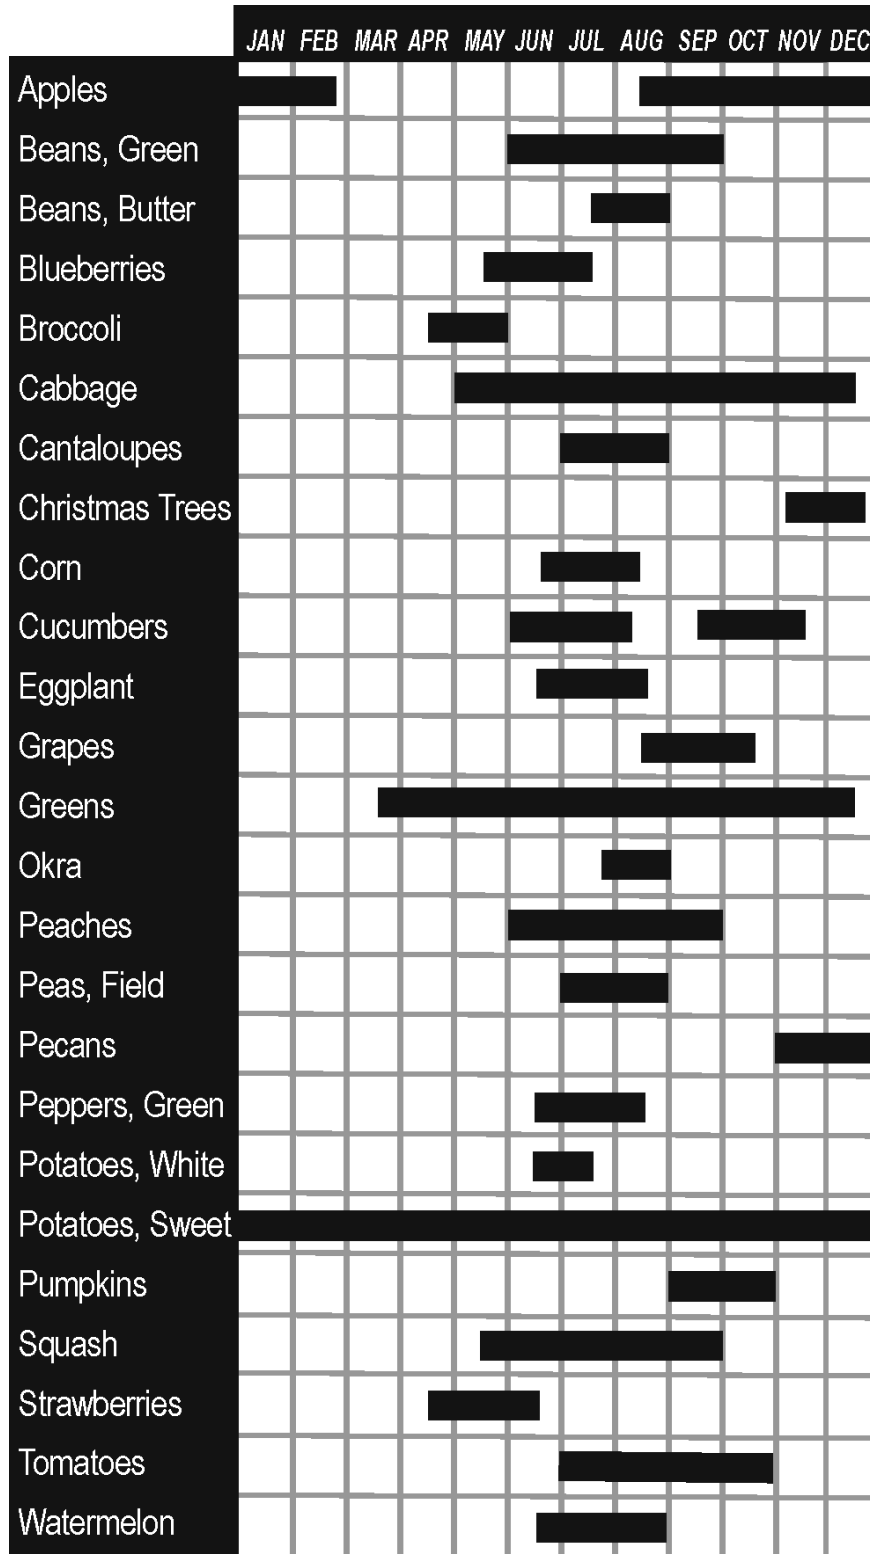 JAN FEB MAR APR MAY JUN JUL AUG SEP OCT NOV DEC
Apples
Beans, Green
Beans, Butter
Blueberries
Broccoli
Cabbage
Cantaloupes
Christmas Trees
Corn
Cucumbers
Eggplant
Grapes
Greens
Okra
Peaches
Peas, Field
Pecans
Peppers, Green
Potatoes, White
Potatoes, Sweet
Pumpkins
Squash
Strawberries
Tomatoes
Watermelon